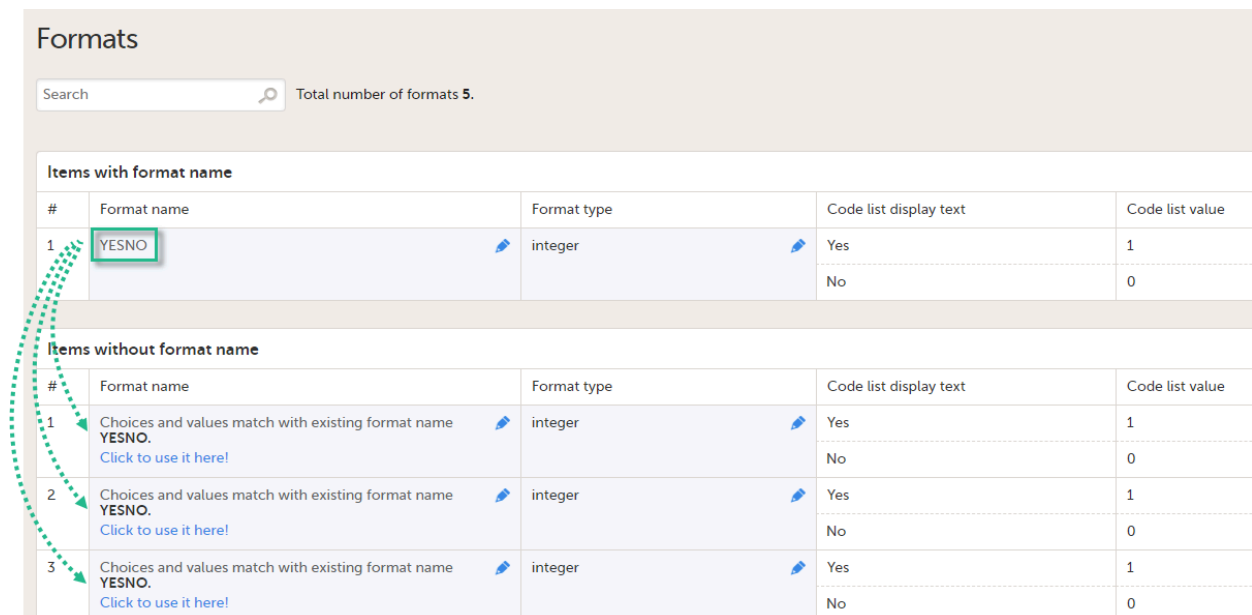 Formats
Search
Total number of formats 5.
Items with format name
# Format name Format type Code list display text Code list value
1 YESNO integer Yes 1
No 0
Items without format name
# Format name Format type Code list display text Code list value
1 Choices and values match with existing format name integer Yes 1
YESNO.
Click to use it here! No 0
2 Choices and values match with existing format name integer Yes 1
YESNO.
Click to use it here! No 0
3 Choices and values match with existing format name integer Yes 1
YESNO.
Click to use it here! No 0